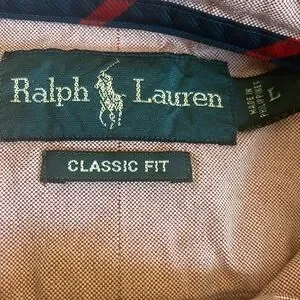 Ralph Lauren
CLASSIC FIT
MADE IN
PHILIPPINES
L